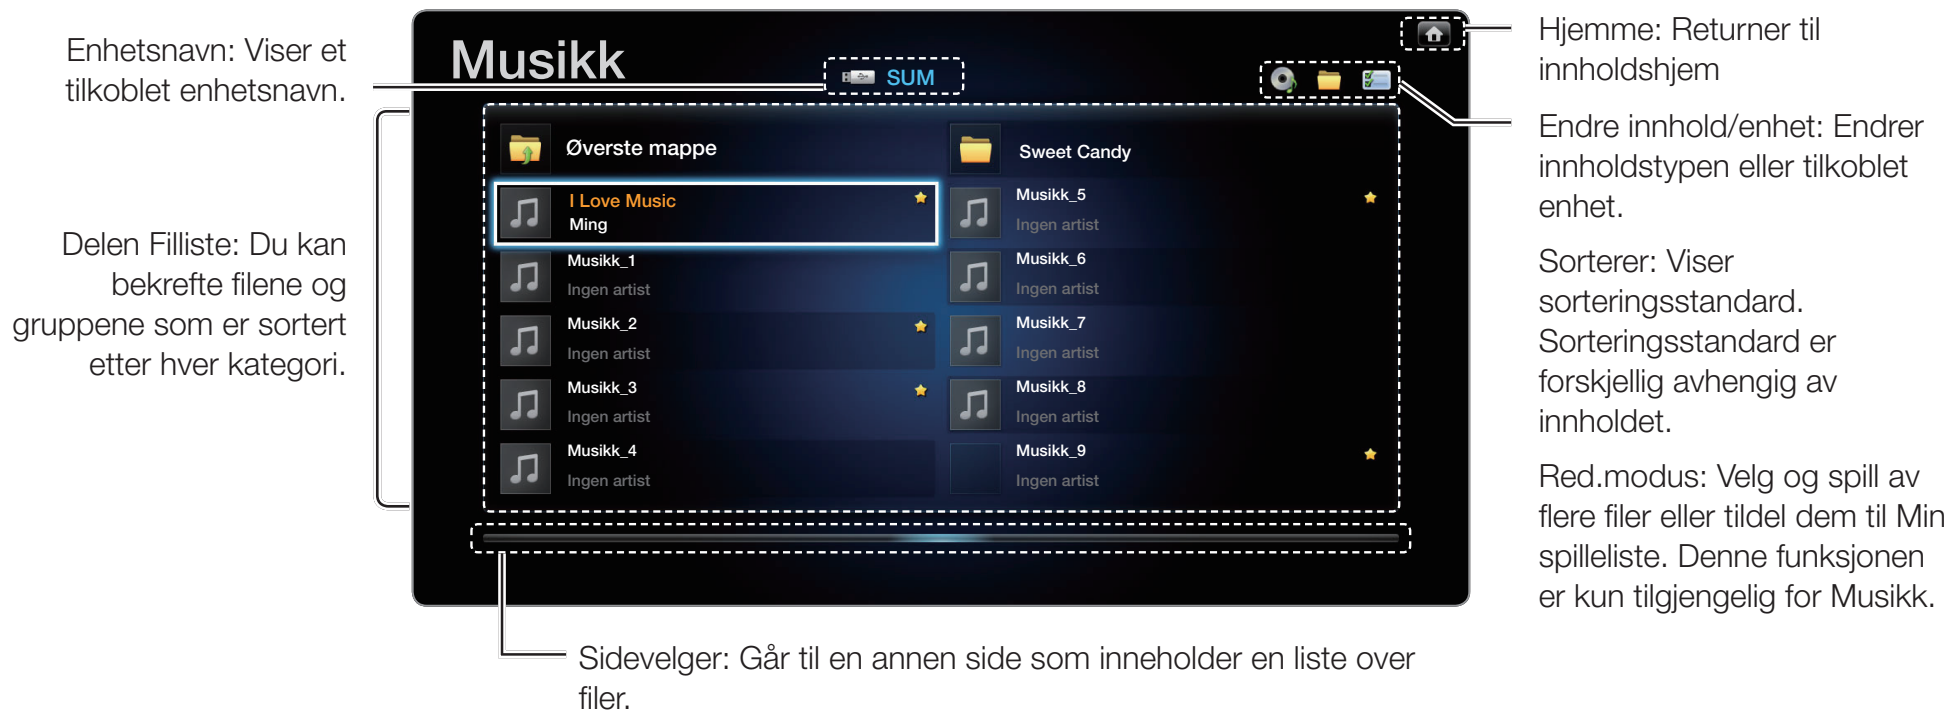 Enhetsnavn: Viser et
tilkoblet enhetsnavn.
Delen Filliste: Du kan
bekrefte filene og
gruppene som er sortert
etter hver kategori.
Musikk
SUM
Øverste mappe
I Love Music
Ming
Musikk_1
Ingen artist
Musikk_2
Ingen artist
Musikk_3
Ingen artist
Musikk_4
Ingen artist
Sweet Candy
Musikk_5
Ingen artist
Musikk_6
Ingen artist
Musikk_7
Ingen artist
Musikk_8
Ingen artist
Musikk_9
Ingen artist
Hjemme: Returner til
innholdshjem
Endre innhold/enhet: Endrer
innholdstypen eller tilkoblet
enhet.
Sorterer: Viser
sorteringsstandard.
Sorteringsstandard er
forskjellig avhengig av
innholdet.
Red.modus: Velg og spill av
flere filer eller tildel dem til Min
spilleliste. Denne funksjonen
er kun tilgjengelig for Musikk.
Sidevelger: Går til en annen side som inneholder en liste over
filer.